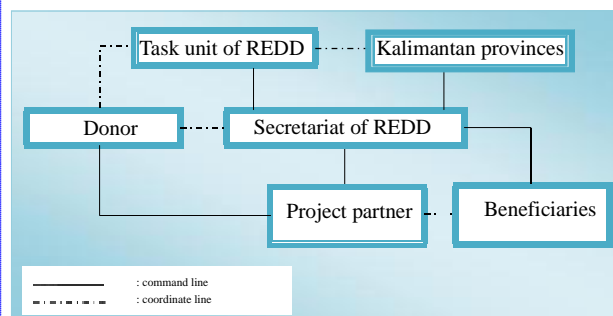 Task unit of REDD
Kalimantan provinces
Donor
Secretariat of REDD
Project partner
Beneficiaries
: command line
: coordinate line